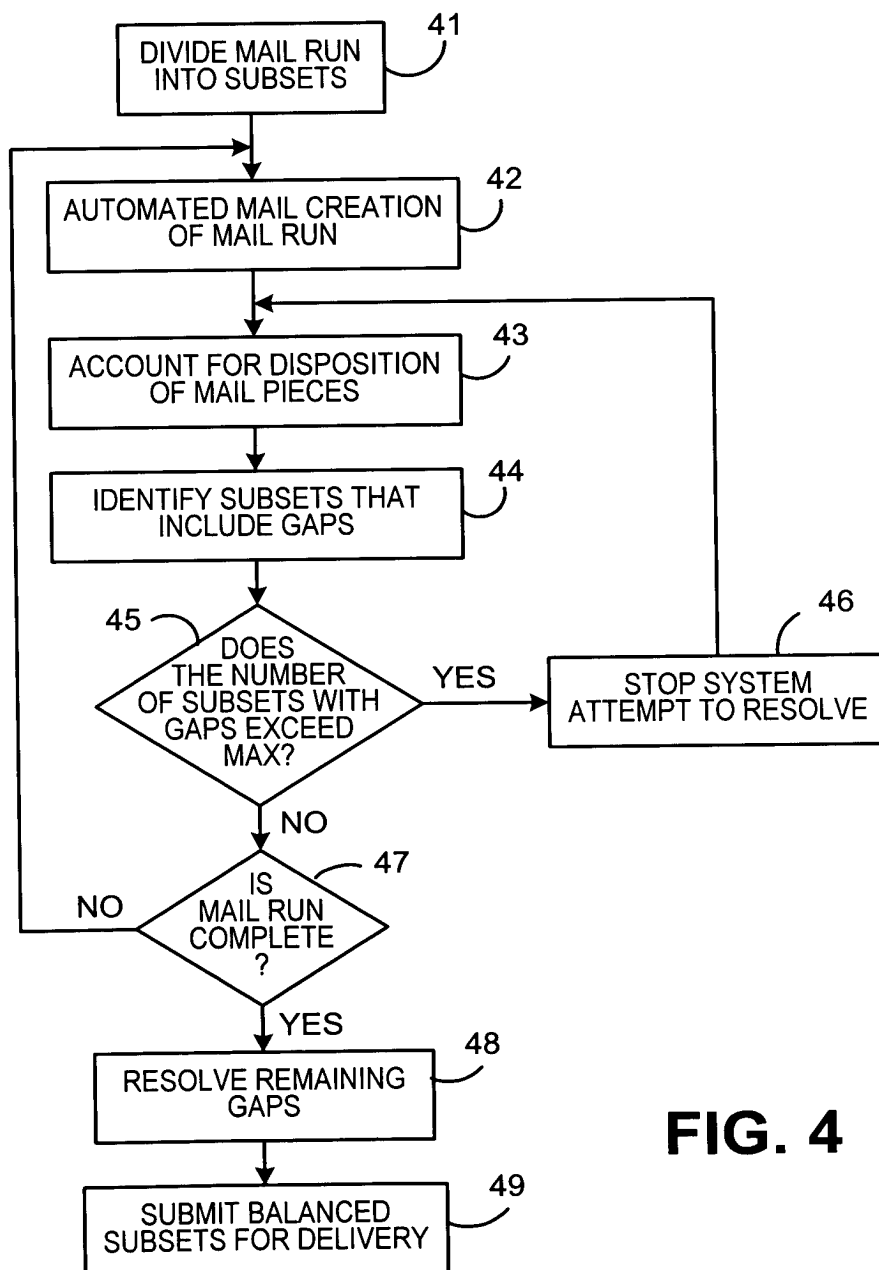 41
DIVIDE MAIL RUN
INTO SUBSETS
42
AUTOMATED MAIL CREATION
OF MAIL RUN
43
ACCOUNT FOR DISPOSITION
OF MAIL PIECES
44
IDENTIFY SUBSETS THAT
INCLUDE GAPS
45
DOES
THE NUMBER
OF SUBSETS WITH
GAPS EXCEED
MAX?
YES
46
STOP SYSTEM
ATTEMPT TO RESOLVE
NO
47
IS
MAIL RUN
COMPLETE
?
NO
YES
48
RESOLVE REMAINING
GAPS
49
SUBMIT BALANCED
SUBSETS FOR DELIVERY
FIG. 4